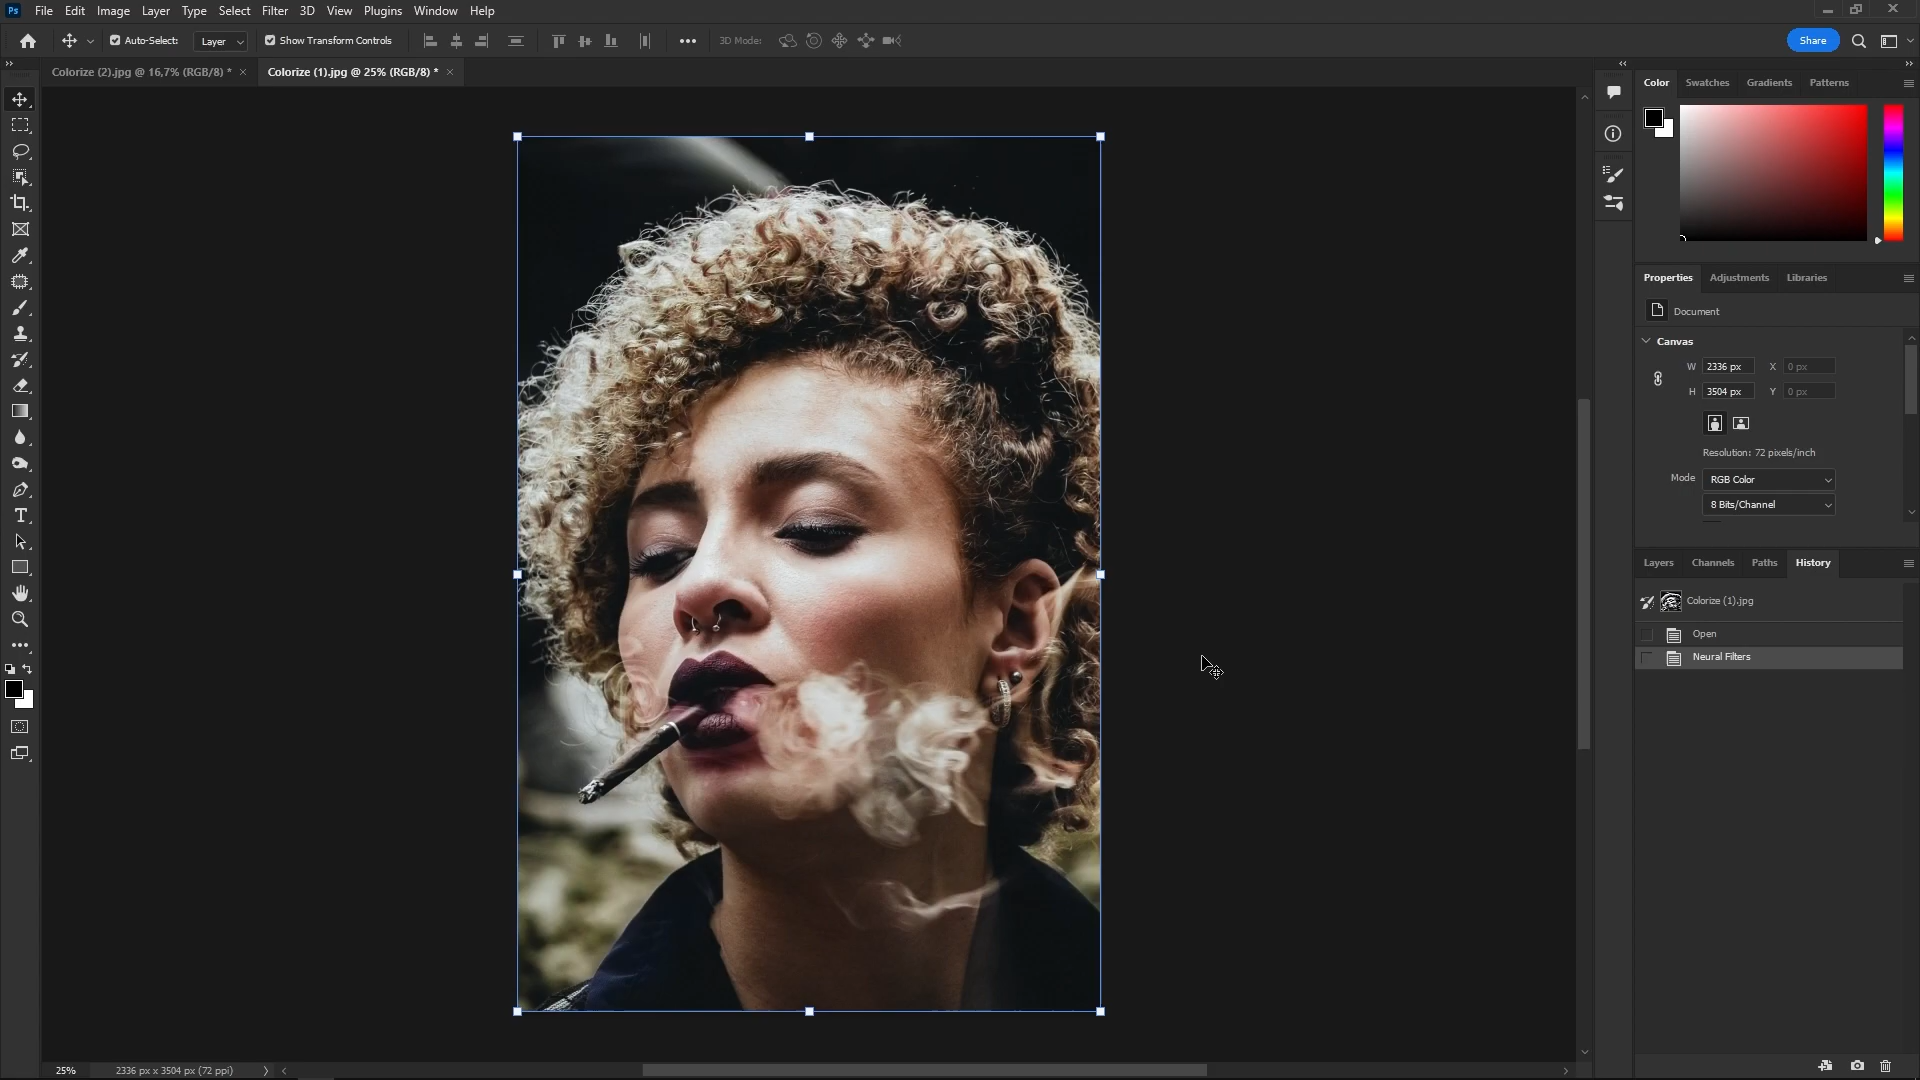 Ps File Edit Image Layer Type Select Filter 3D View Plugins Window Help
Auto-Select: Layer Show Transform Controls 3D Mode: Share
Colorize (2).jpg @ 16,7% (RGB/8) * Colorize (1).jpg @ 25% (RGB/8) *
Color Swatches Gradients Patterns
Properties Adjustments Libraries
Document
Canvas
W 2336 px X 0 px
H 3504 px Y 0 px
Resolution: 72 pixels/inch
Mode RGB Color
8 Bits/Channel
Layers Channels Paths History
Colorize (1).jpg
Open
Neural Filters
25% 2336 px x 3504 px (72 ppi)